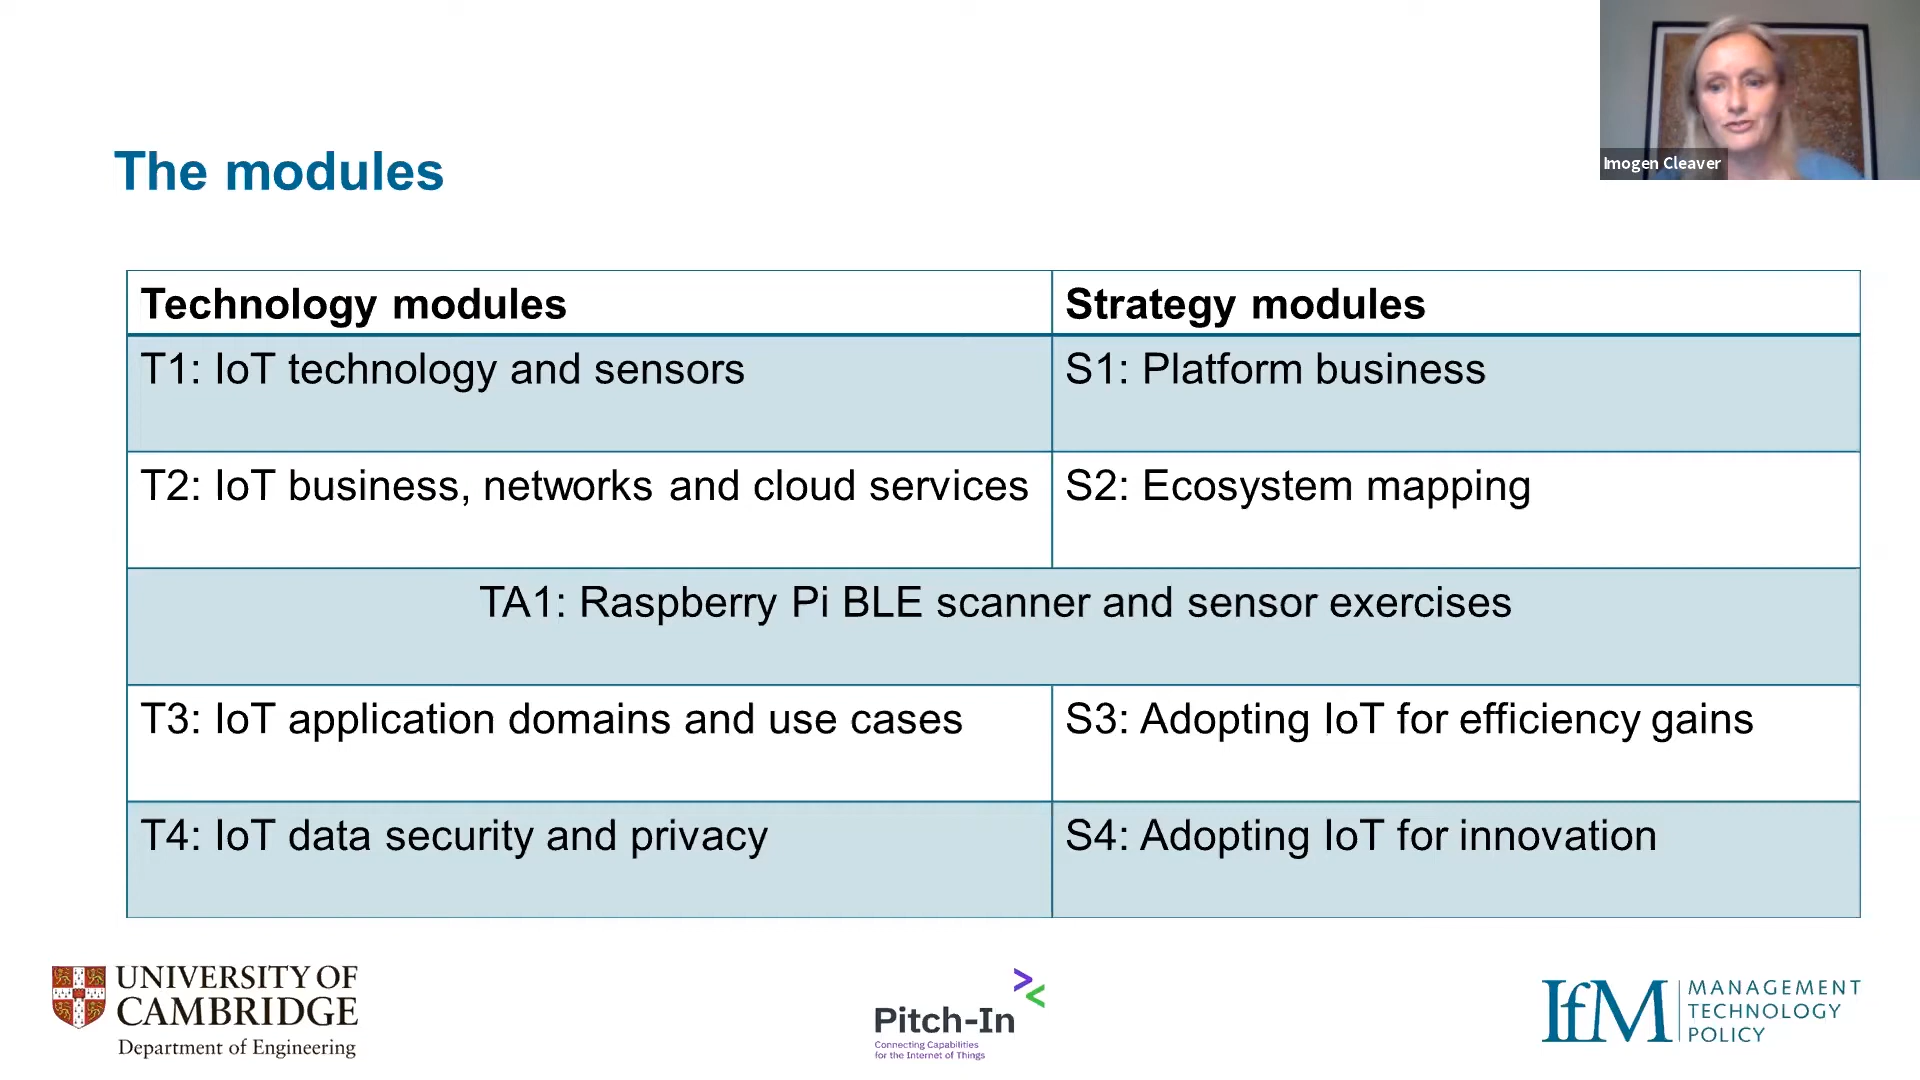 Imogen Cleaver
The modules
Technology modules
Strategy modules
T1: IoT technology and sensors
S1: Platform business
T2: IoT business, networks and cloud services
S2: Ecosystem mapping
TA1: Raspberry Pi BLE scanner and sensor exercises
T3: IoT application domains and use cases
S3: Adopting IoT for efficiency gains
T4: IoT data security and privacy
S4: Adopting IoT for innovation
UNIVERSITY OF
CAMBRIDGE
Department of Engineering
Pitch-In
Connecting Capabilities
for the Internet of Things
IfM
MANAGEMENT
TECHNOLOGY
POLICY